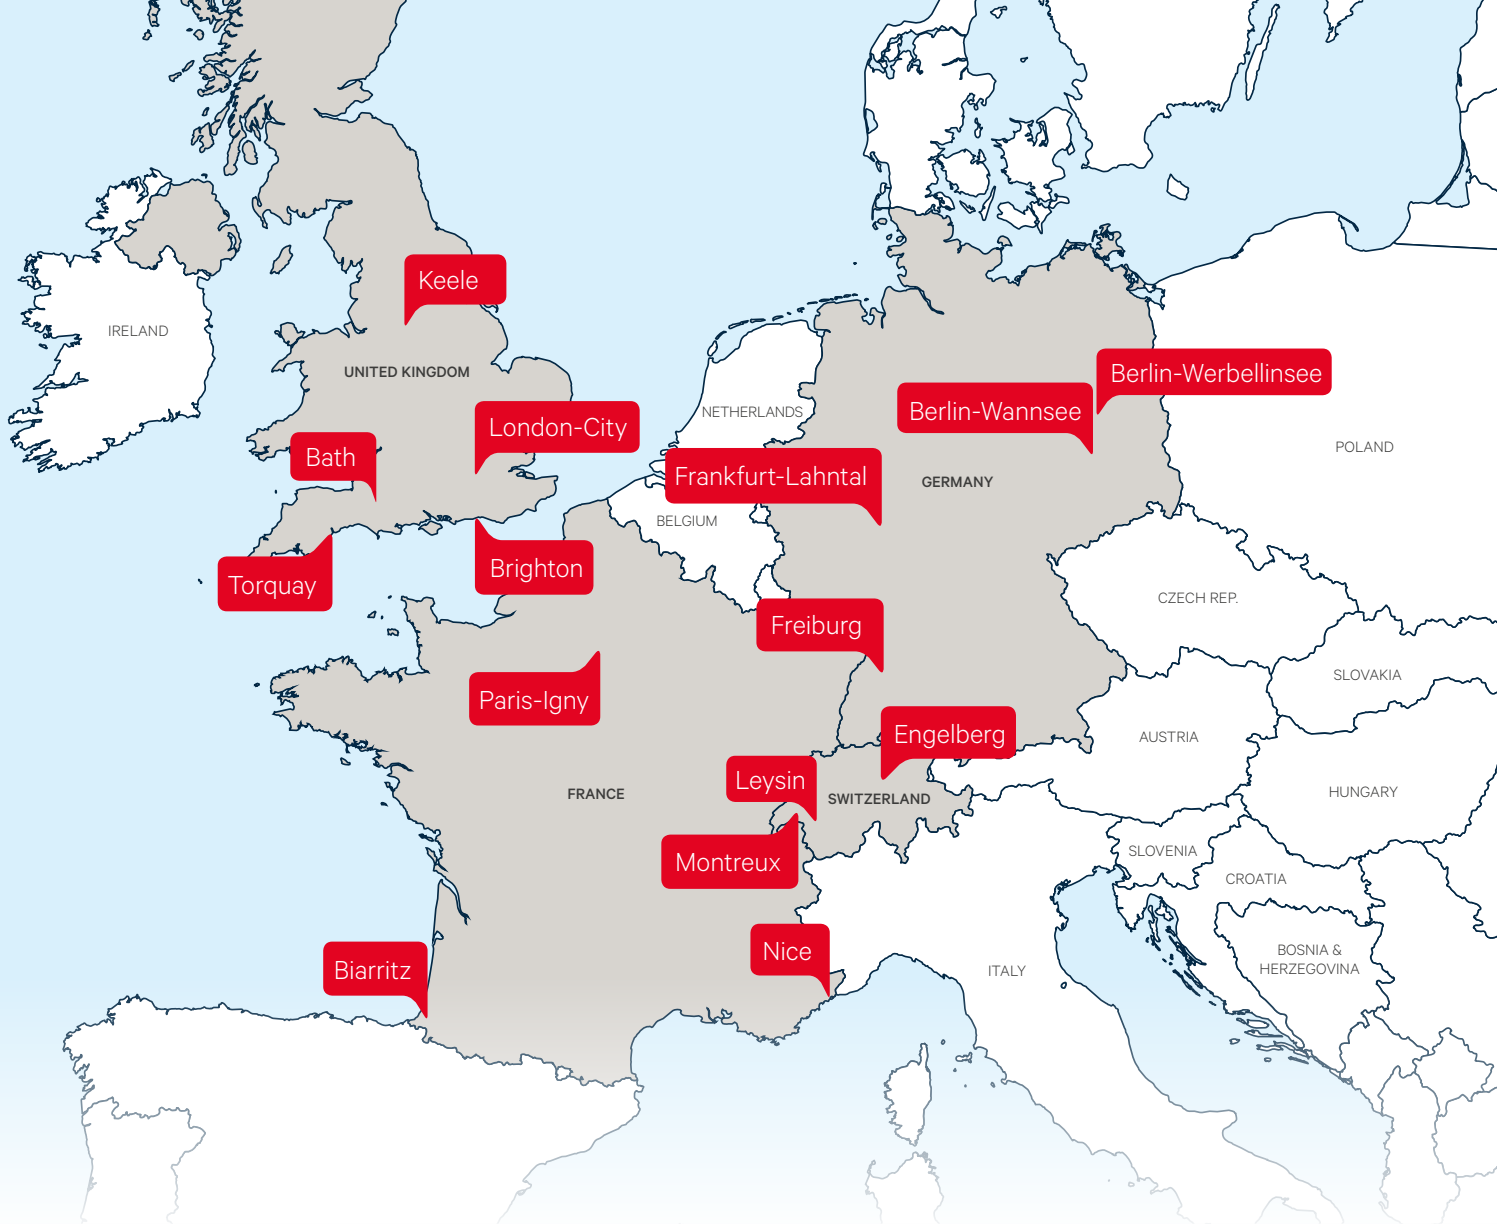 Keele
IRELAND
UNITED KINGDOM
Berlin-Werbellinsee
NETHERLANDS
Berlin-Wannsee
London-City
POLAND
Bath
Frankfurt-Lahntal
GERMANY
BELGIUM
Brighton
Torquay
CZECH REP.
Freiburg
SLOVAKIA
Paris-Igny
Engelberg
AUSTRIA
Leysin
FRANCE
SWITZERLAND
HUNGARY
Montreux
SLOVENIA
CROATIA
Nice
BOSNIA &
HERZEGOVINA
Biarritz
ITALY